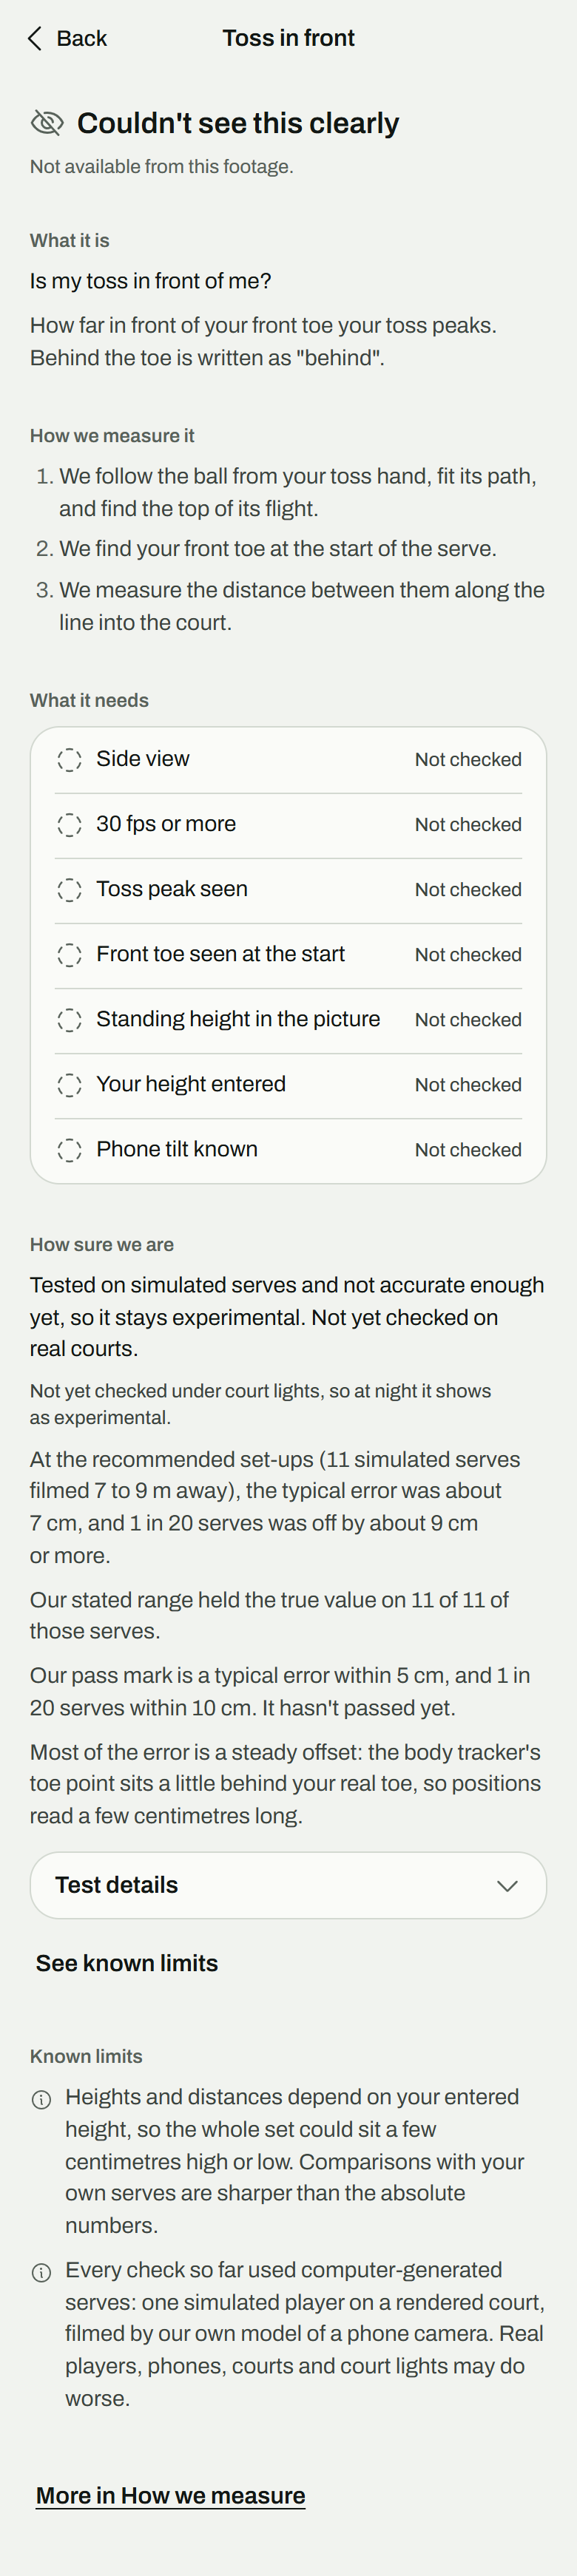 Back
Toss in front
Couldn't see this clearly
Not available from this footage.
What it is
Is my toss in front of me?
How far in front of your front toe your toss peaks.
Behind the toe is written as "behind".
How we measure it
1. We follow the ball from your toss hand, fit its path,
and find the top of its flight.
2. We find your front toe at the start of the serve.
3. We measure the distance between them along the
line into the court.
What it needs
Side view Not checked
30 fps or more Not checked
Toss peak seen Not checked
Front toe seen at the start Not checked
Standing height in the picture Not checked
Your height entered Not checked
Phone tilt known Not checked
How sure we are
Tested on simulated serves and not accurate enough
yet, so it stays experimental. Not yet checked on
real courts.
Not yet checked under court lights, so at night it shows
as experimental.
At the recommended set-ups (11 simulated serves
filmed 7 to 9 m away), the typical error was about
7 cm, and 1 in 20 serves was off by about 9 cm
or more.
Our stated range held the true value on 11 of 11 of
those serves.
Our pass mark is a typical error within 5 cm, and 1 in
20 serves within 10 cm. It hasn't passed yet.
Most of the error is a steady offset: the body tracker's
toe point sits a little behind your real toe, so positions
read a few centimetres long.
Test details
See known limits
Known limits
Heights and distances depend on your entered
height, so the whole set could sit a few
centimetres high or low. Comparisons with your
own serves are sharper than the absolute
numbers.
Every check so far used computer-generated
serves: one simulated player on a rendered court,
filmed by our own model of a phone camera. Real
players, phones, courts and court lights may do
worse.
More in How we measure